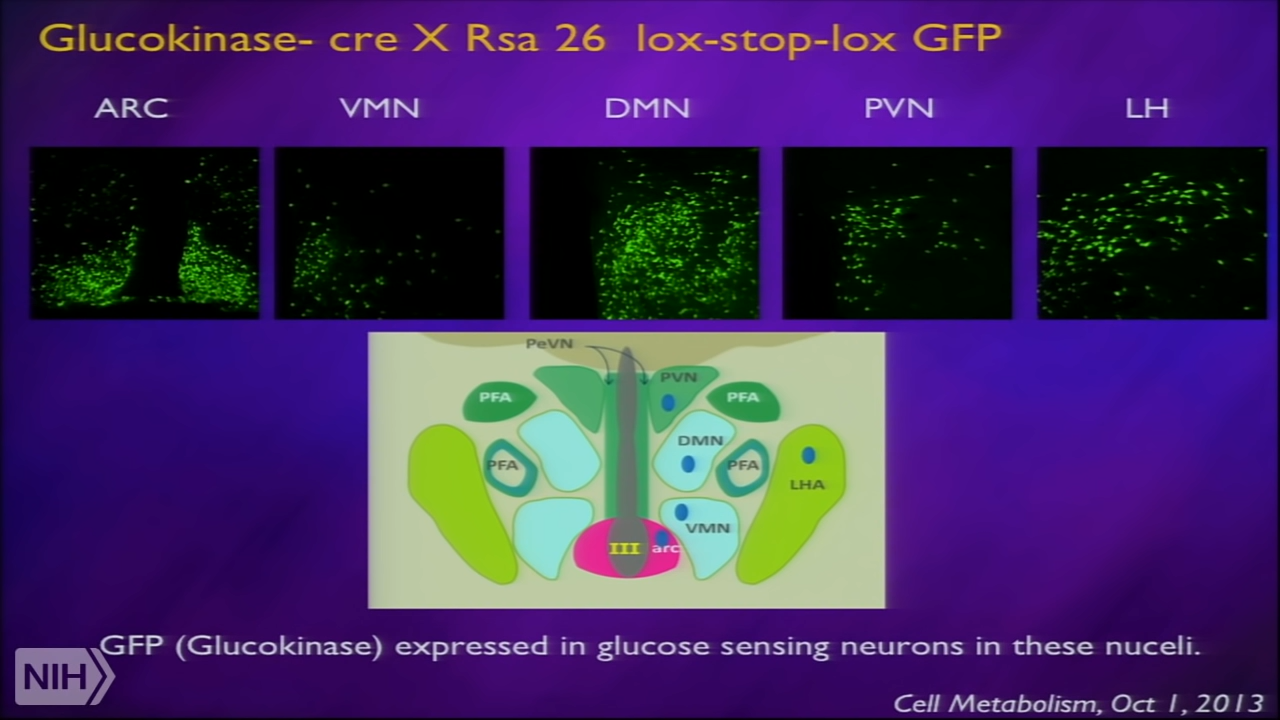 Glucokinase- cre X Rsa 26 lox-stop-lox GFP
ARC VMN DMN PVN LH
PeVN
PVN
PFA PFA
DMN
PFA PFA
LHA
VMN
III arc
GFP (Glucokinase) expressed in glucose sensing neurons in these nuceli.
NIH
Cell Metabolism, Oct 1, 2013